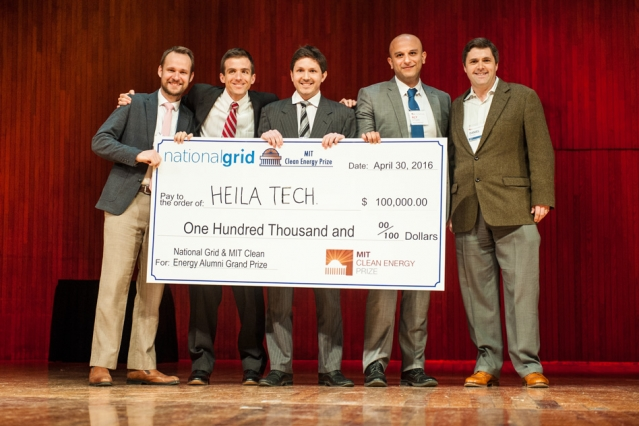 nationalgrid MIT
Clean Energy Prize
Date: April 30, 2016
Pay to
the order of: HEILA TECH. $ 100,000.00
One Hundred Thousand and 00/100 Dollars
National Grid & MIT Clean
For: Energy Alumni Grand Prize
MIT
CLEAN ENERGY
PRIZE